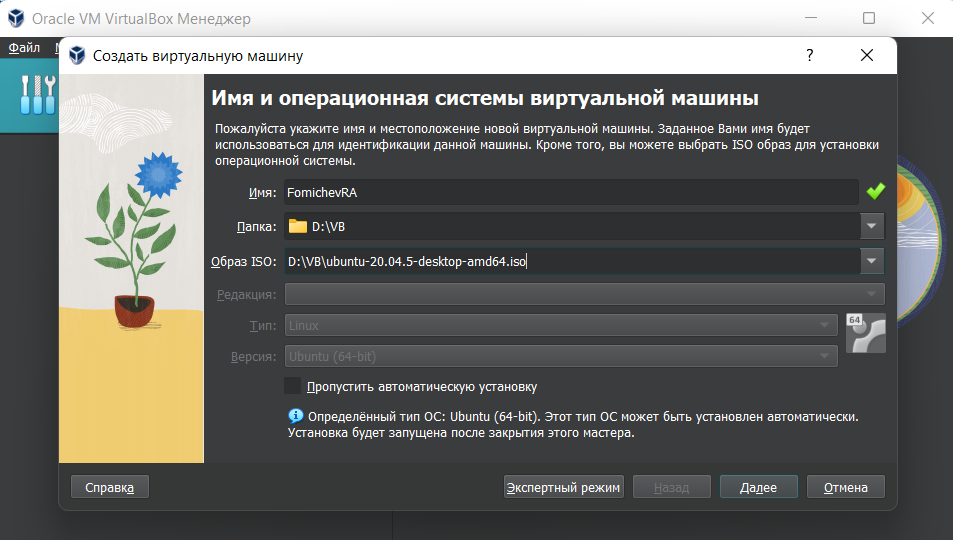 Oracle VM VirtualBox Менеджер
Файл
Создать виртуальную машину
?
Имя и операционная системы виртуальной машины
Пожалуйста укажите имя и местоположение новой виртуальной машины. Заданное Вами имя будет
использоваться для идентификации данной машины. Кроме того, вы можете выбрать ISO образ для установки
операционной системы.
Имя: FomichevRA
Папка: D:\VB
Образ ISO: D:\VB\ubuntu-20.04.5-desktop-amd64.iso
Редакция:
Тип: Linux
64
Версия: Ubuntu (64-bit)
Пропустить автоматическую установку
Определённый тип ОС: Ubuntu (64-bit). Этот тип ОС может быть установлен автоматически.
Установка будет запущена после закрытия этого мастера.
Справка Экспертный режим Назад Далее Отмена